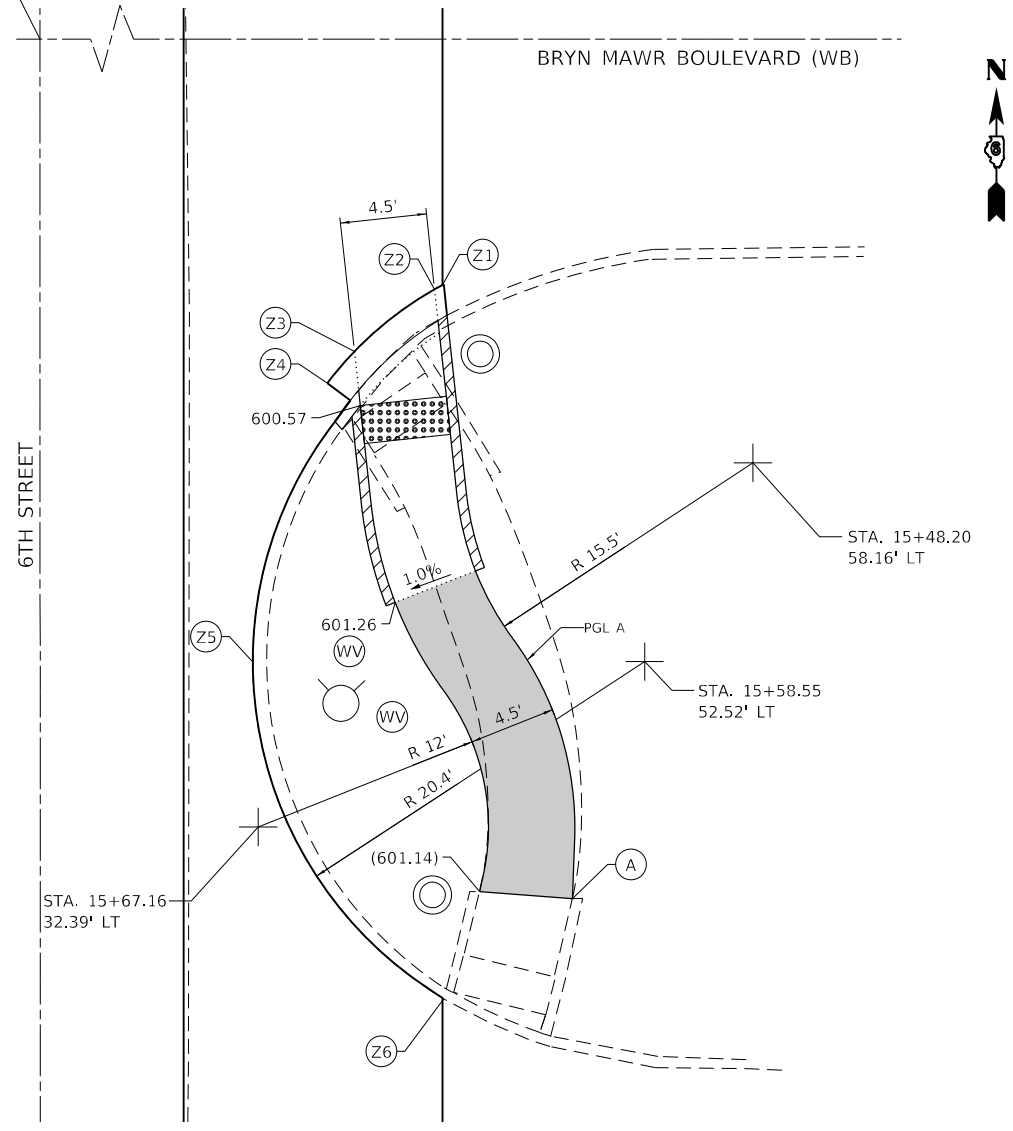 BRYN MAWR BOULEVARD (WB)
N
6
4.5'
Z2
Z1
Z3
Z4
600.57
6TH STREET
STA. 15+48.20
58.16' LT
R 15.5'
1.0%
601.26
Z5
WV
PGL A
STA. 15+58.55
52.52' LT
WV
4.5'
R 12'
R 20.4'
(601.14)
A
STA. 15+67.16
32.39' LT
Z6